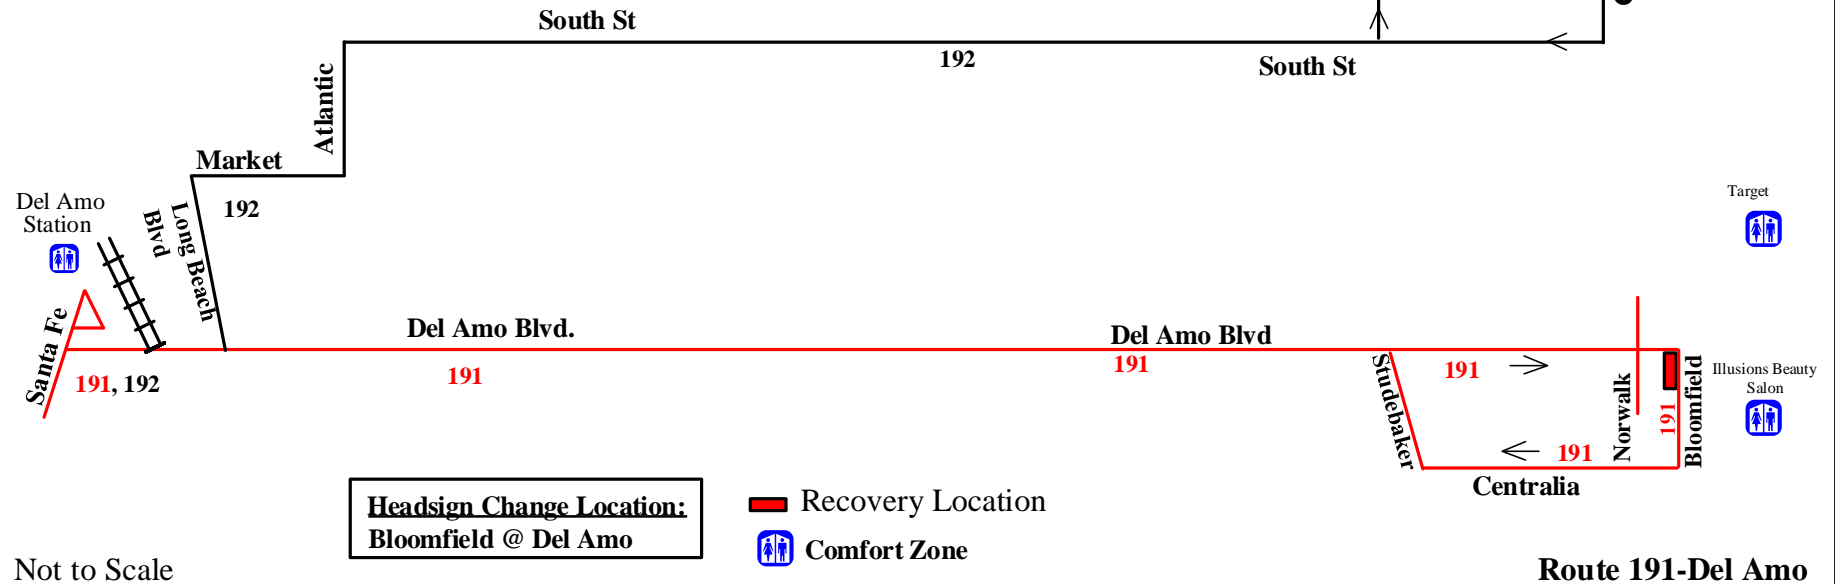 South St
192
South St
Atlantic
Market
192
Del Amo
Station
Long Beach
Blvd
Target
Santa Fe
Del Amo Blvd.
Del Amo Blvd
191, 192
191
191
191
Studebaker
Norwalk
191
Bloomfield
Illusions Beauty
Salon
191
Centralia
Headsign Change Location:
Bloomfield @ Del Amo
Recovery Location
Comfort Zone
Not to Scale
Route 191-Del Amo